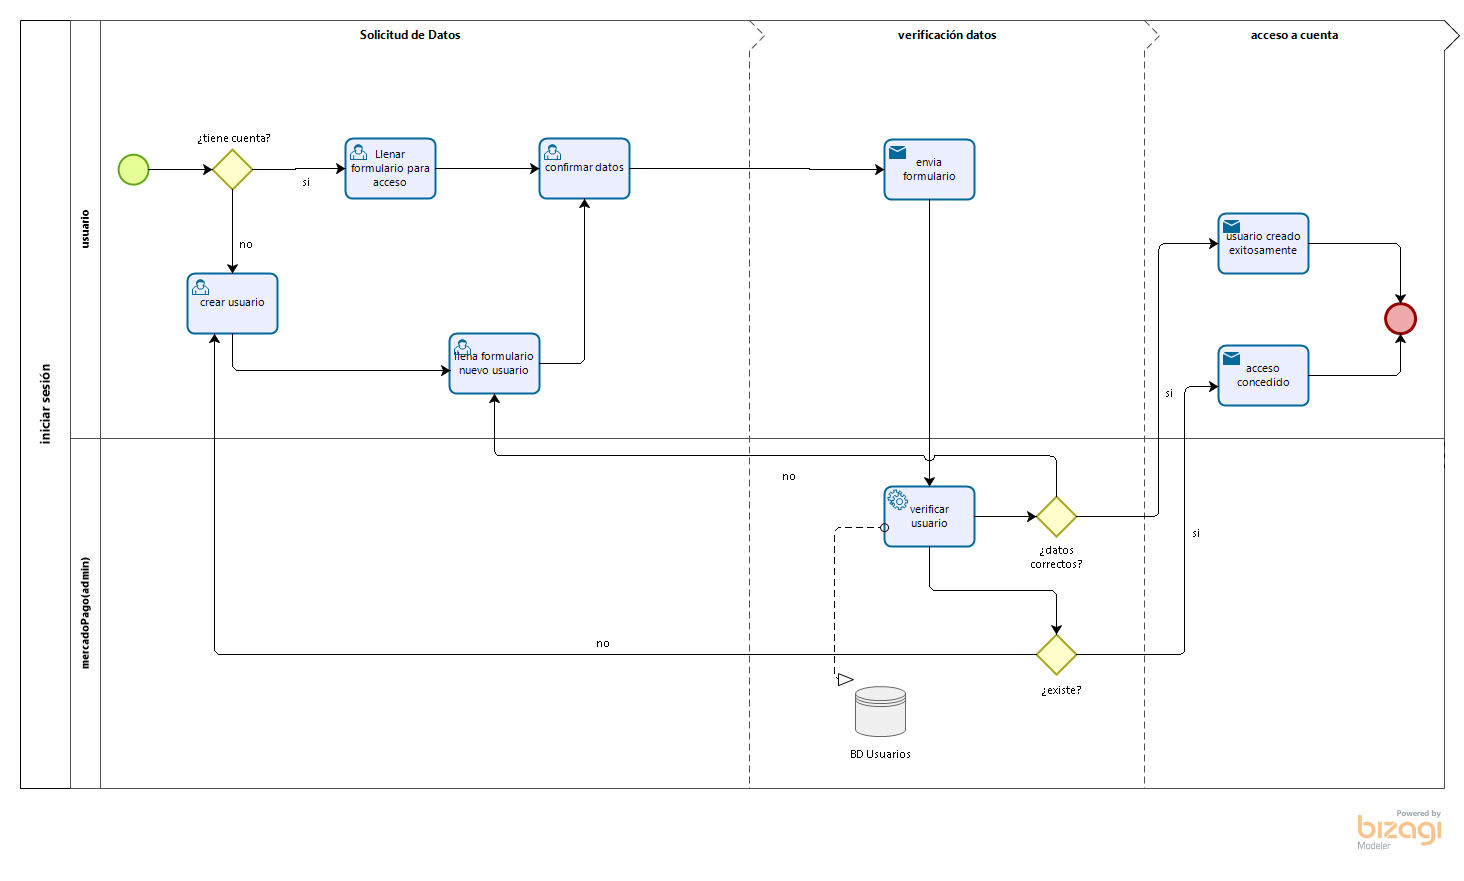 Solicitud de Datos
verificación datos
acceso a cuenta
iniciar sesión
usuario
mercadoPago(admin)
¿tiene cuenta?
si
no
Llenar
formulario para
acceso
confirmar datos
envia
formulario
crear usuario
llena formulario
nuevo usuario
usuario creado
exitosamente
acceso
concedido
si
no
verificar
usuario
¿datos
correctos?
si
no
¿existe?
BD Usuarios
Powered by
bizagi
Modeler